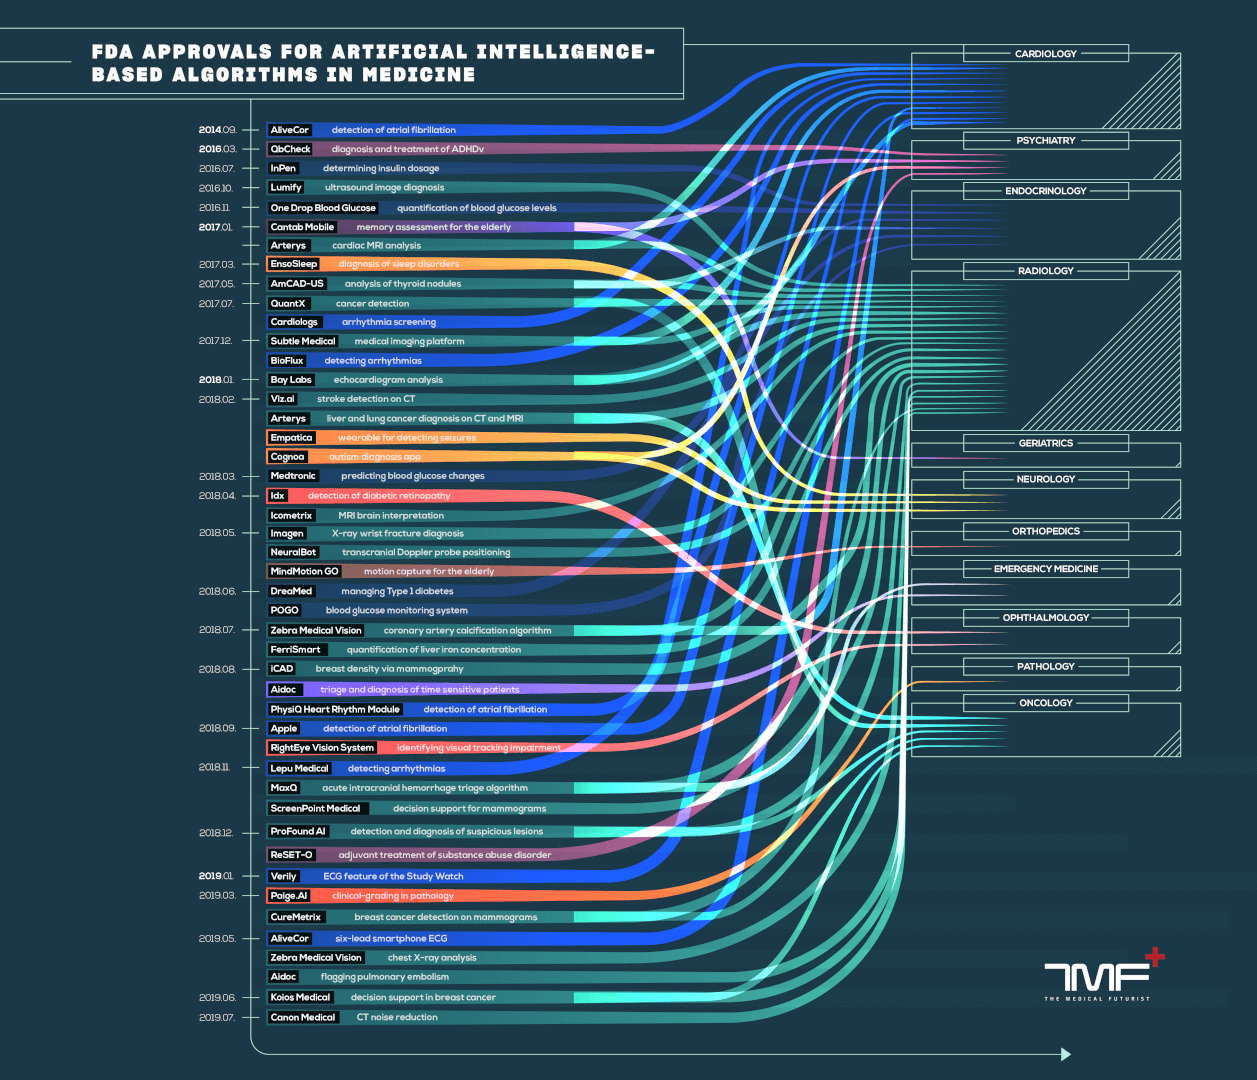 FDA APPROVALS FOR ARTIFICIAL INTELLIGENCE-
BASED ALGORITHMS IN MEDICINE
2014.09. AliveCor detection of atrial fibrillation
2016.03. QbCheck diagnosis and treatment of ADHDv
2016.07. InPen determining insulin dosage
2016.10. Lumify ultrasound image diagnosis
2016.11. One Drop Blood Glucose quantification of blood glucose levels
2017.01. Cantab Mobile memory assessment for the elderly
Arterys cardiac MRI analysis
2017.03. EnsoSleep diagnosis of sleep disorders
2017.05. AmCAD-US analysis of thyroid nodules
2017.07. QuantX cancer detection
Cardiologs arrhythmia screening
2017.12. Subtle Medical medical imaging platform
BioFlux detecting arrhythmias
2018.01. Bay Labs echocardiogram analysis
2018.02. Viz.ai stroke detection on CT
Arterys liver and lung cancer diagnosis on CT and MRI
Empatica wearable for detecting seizures
Cognoa autism diagnosis app
2018.03. Medtronic predicting blood glucose changes
2018.04. Idx detection of diabetic retinopathy
Icometrix MRI brain interpretation
2018.05. Imagen X-ray wrist fracture diagnosis
NeuralBot transcranial Doppler probe positioning
MindMotion GO motion capture for the elderly
2018.06. DreaMed managing Type 1 diabetes
POGO blood glucose monitoring system
2018.07. Zebra Medical Vision coronary artery calcification algorithm
FerriSmart quantification of liver iron concentration
2018.08. iCAD breast density via mammogprahy
Aidoc triage and diagnosis of time sensitive patients
PhysiQ Heart Rhythm Module detection of atrial fibrillation
2018.09. Apple detection of atrial fibrillation
RightEye Vision System identifying visual tracking impairment
2018.11. Lepu Medical detecting arrhythmias
MaxQ acute intracranial hemorrhage triage algorithm
ScreenPoint Medical decision support for mammograms
2018.12. ProFound AI detection and diagnosis of suspicious lesions
ReSET-O adjuvant treatment of substance abuse disorder
2019.01. Verily ECG feature of the Study Watch
2019.03. Paige.AI clinical-grading in pathology
CureMetrix breast cancer detection on mammograms
2019.05. AliveCor six-lead smartphone ECG
Zebra Medical Vision chest X-ray analysis
Aidoc flagging pulmonary embolism
2019.06. Koios Medical decision support in breast cancer
2019.07. Canon Medical CT noise reduction
CARDIOLOGY
PSYCHIATRY
ENDOCRINOLOGY
RADIOLOGY
GERIATRICS
NEUROLOGY
ORTHOPEDICS
EMERGENCY MEDICINE
OPHTHALMOLOGY
PATHOLOGY
ONCOLOGY
TMF+
THE MEDICAL FUTURIST